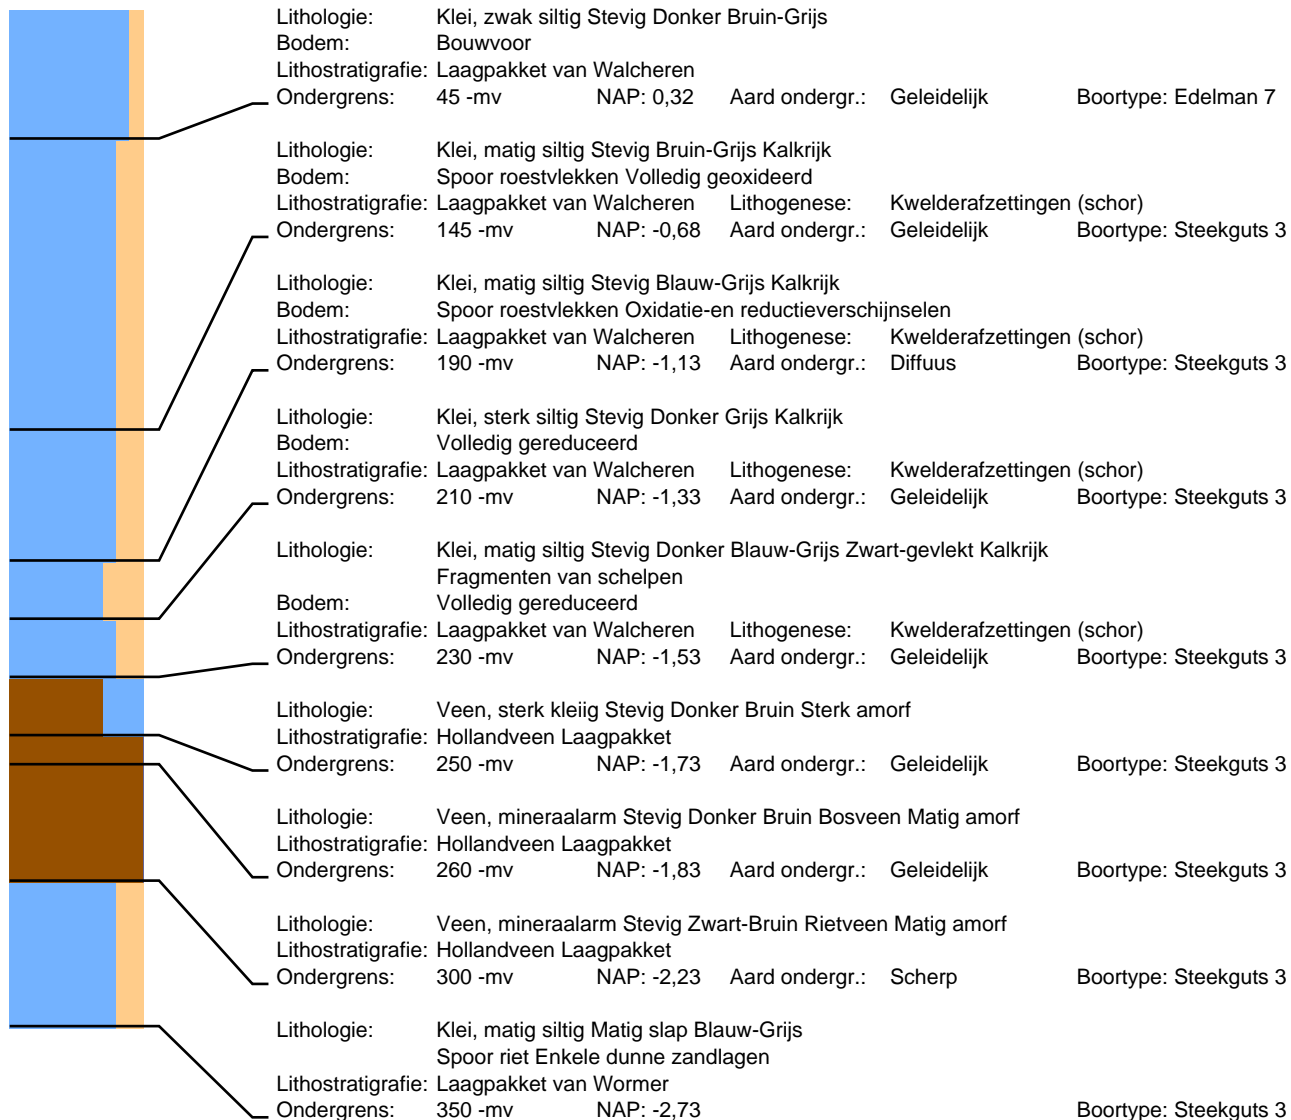 Lithologie: Klei, zwak siltig Stevig Donker Bruin-Grijs
Bodem: Bouwvoor
Lithostratigrafie: Laagpakket van Walcheren
Ondergrens: 45 -mv NAP: 0,32 Aard ondergr.: Geleidelijk Boortype: Edelman 7
Lithologie: Klei, matig siltig Stevig Bruin-Grijs Kalkrijk
Bodem: Spoor roestvlekken Volledig geoxideerd
Lithostratigrafie: Laagpakket van Walcheren Lithogenese: Kwelderafzettingen (schor)
Ondergrens: 145 -mv NAP: -0,68 Aard ondergr.: Geleidelijk Boortype: Steekguts 3
Lithologie: Klei, matig siltig Stevig Blauw-Grijs Kalkrijk
Bodem: Spoor roestvlekken Oxidatie-en reductieverschijnselen
Lithostratigrafie: Laagpakket van Walcheren Lithogenese: Kwelderafzettingen (schor)
Ondergrens: 190 -mv NAP: -1,13 Aard ondergr.: Diffuus Boortype: Steekguts 3
Lithologie: Klei, sterk siltig Stevig Donker Grijs Kalkrijk
Bodem: Volledig gereduceerd
Lithostratigrafie: Laagpakket van Walcheren Lithogenese: Kwelderafzettingen (schor)
Ondergrens: 210 -mv NAP: -1,33 Aard ondergr.: Geleidelijk Boortype: Steekguts 3
Lithologie: Klei, matig siltig Stevig Donker Blauw-Grijs Zwart-gevlekt Kalkrijk
Fragmenten van schelpen
Bodem: Volledig gereduceerd
Lithostratigrafie: Laagpakket van Walcheren Lithogenese: Kwelderafzettingen (schor)
Ondergrens: 230 -mv NAP: -1,53 Aard ondergr.: Geleidelijk Boortype: Steekguts 3
Lithologie: Veen, sterk kleiig Stevig Donker Bruin Sterk amorf
Lithostratigrafie: Hollandveen Laagpakket
Ondergrens: 250 -mv NAP: -1,73 Aard ondergr.: Geleidelijk Boortype: Steekguts 3
Lithologie: Veen, mineraalarm Stevig Donker Bruin Bosveen Matig amorf
Lithostratigrafie: Hollandveen Laagpakket
Ondergrens: 260 -mv NAP: -1,83 Aard ondergr.: Geleidelijk Boortype: Steekguts 3
Lithologie: Veen, mineraalarm Stevig Zwart-Bruin Rietveen Matig amorf
Lithostratigrafie: Hollandveen Laagpakket
Ondergrens: 300 -mv NAP: -2,23 Aard ondergr.: Scherp Boortype: Steekguts 3
Lithologie: Klei, matig siltig Matig slap Blauw-Grijs
Spoor riet Enkele dunne zandlagen
Lithostratigrafie: Laagpakket van Wormer
Ondergrens: 350 -mv NAP: -2,73 Boortype: Steekguts 3